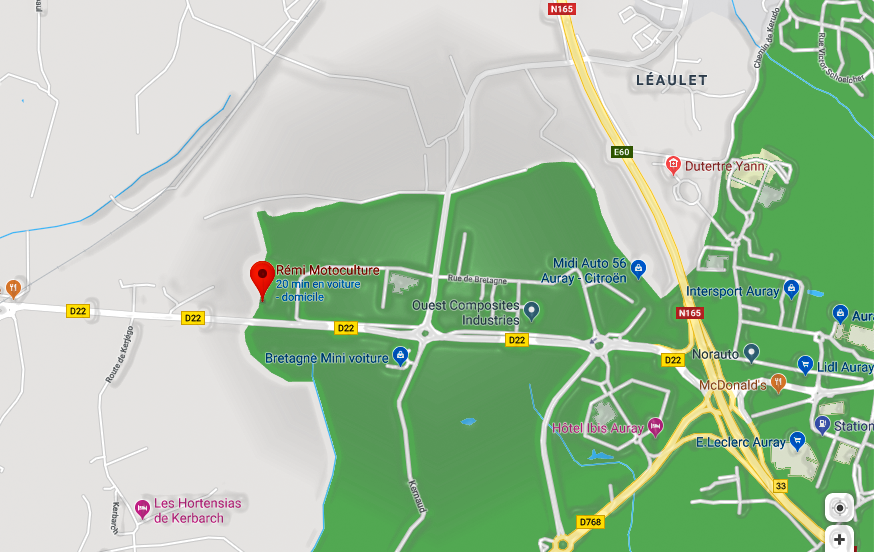 N165
Chemin de Kerudo
Rue Victor-Schoelcher
LÉAULET
E60
Dutertre Yann
Rémi Motoculture
20 min en voiture
- domicile
Midi Auto 56
Auray - Citroën
Rue de Bretagne
Intersport Auray
Ouest Composites
Industries
N165
D22
D22
D22
D22
D22
Aura
Norauto
Bretagne Mini voiture
Lidl Auray
McDonald's
Route de Kerjégo
Hôtel Ibis Auray
Station
E.Leclerc Auray
33
Kernaud
Les Hortensias
de Kerbarch
Kerbarch
D768